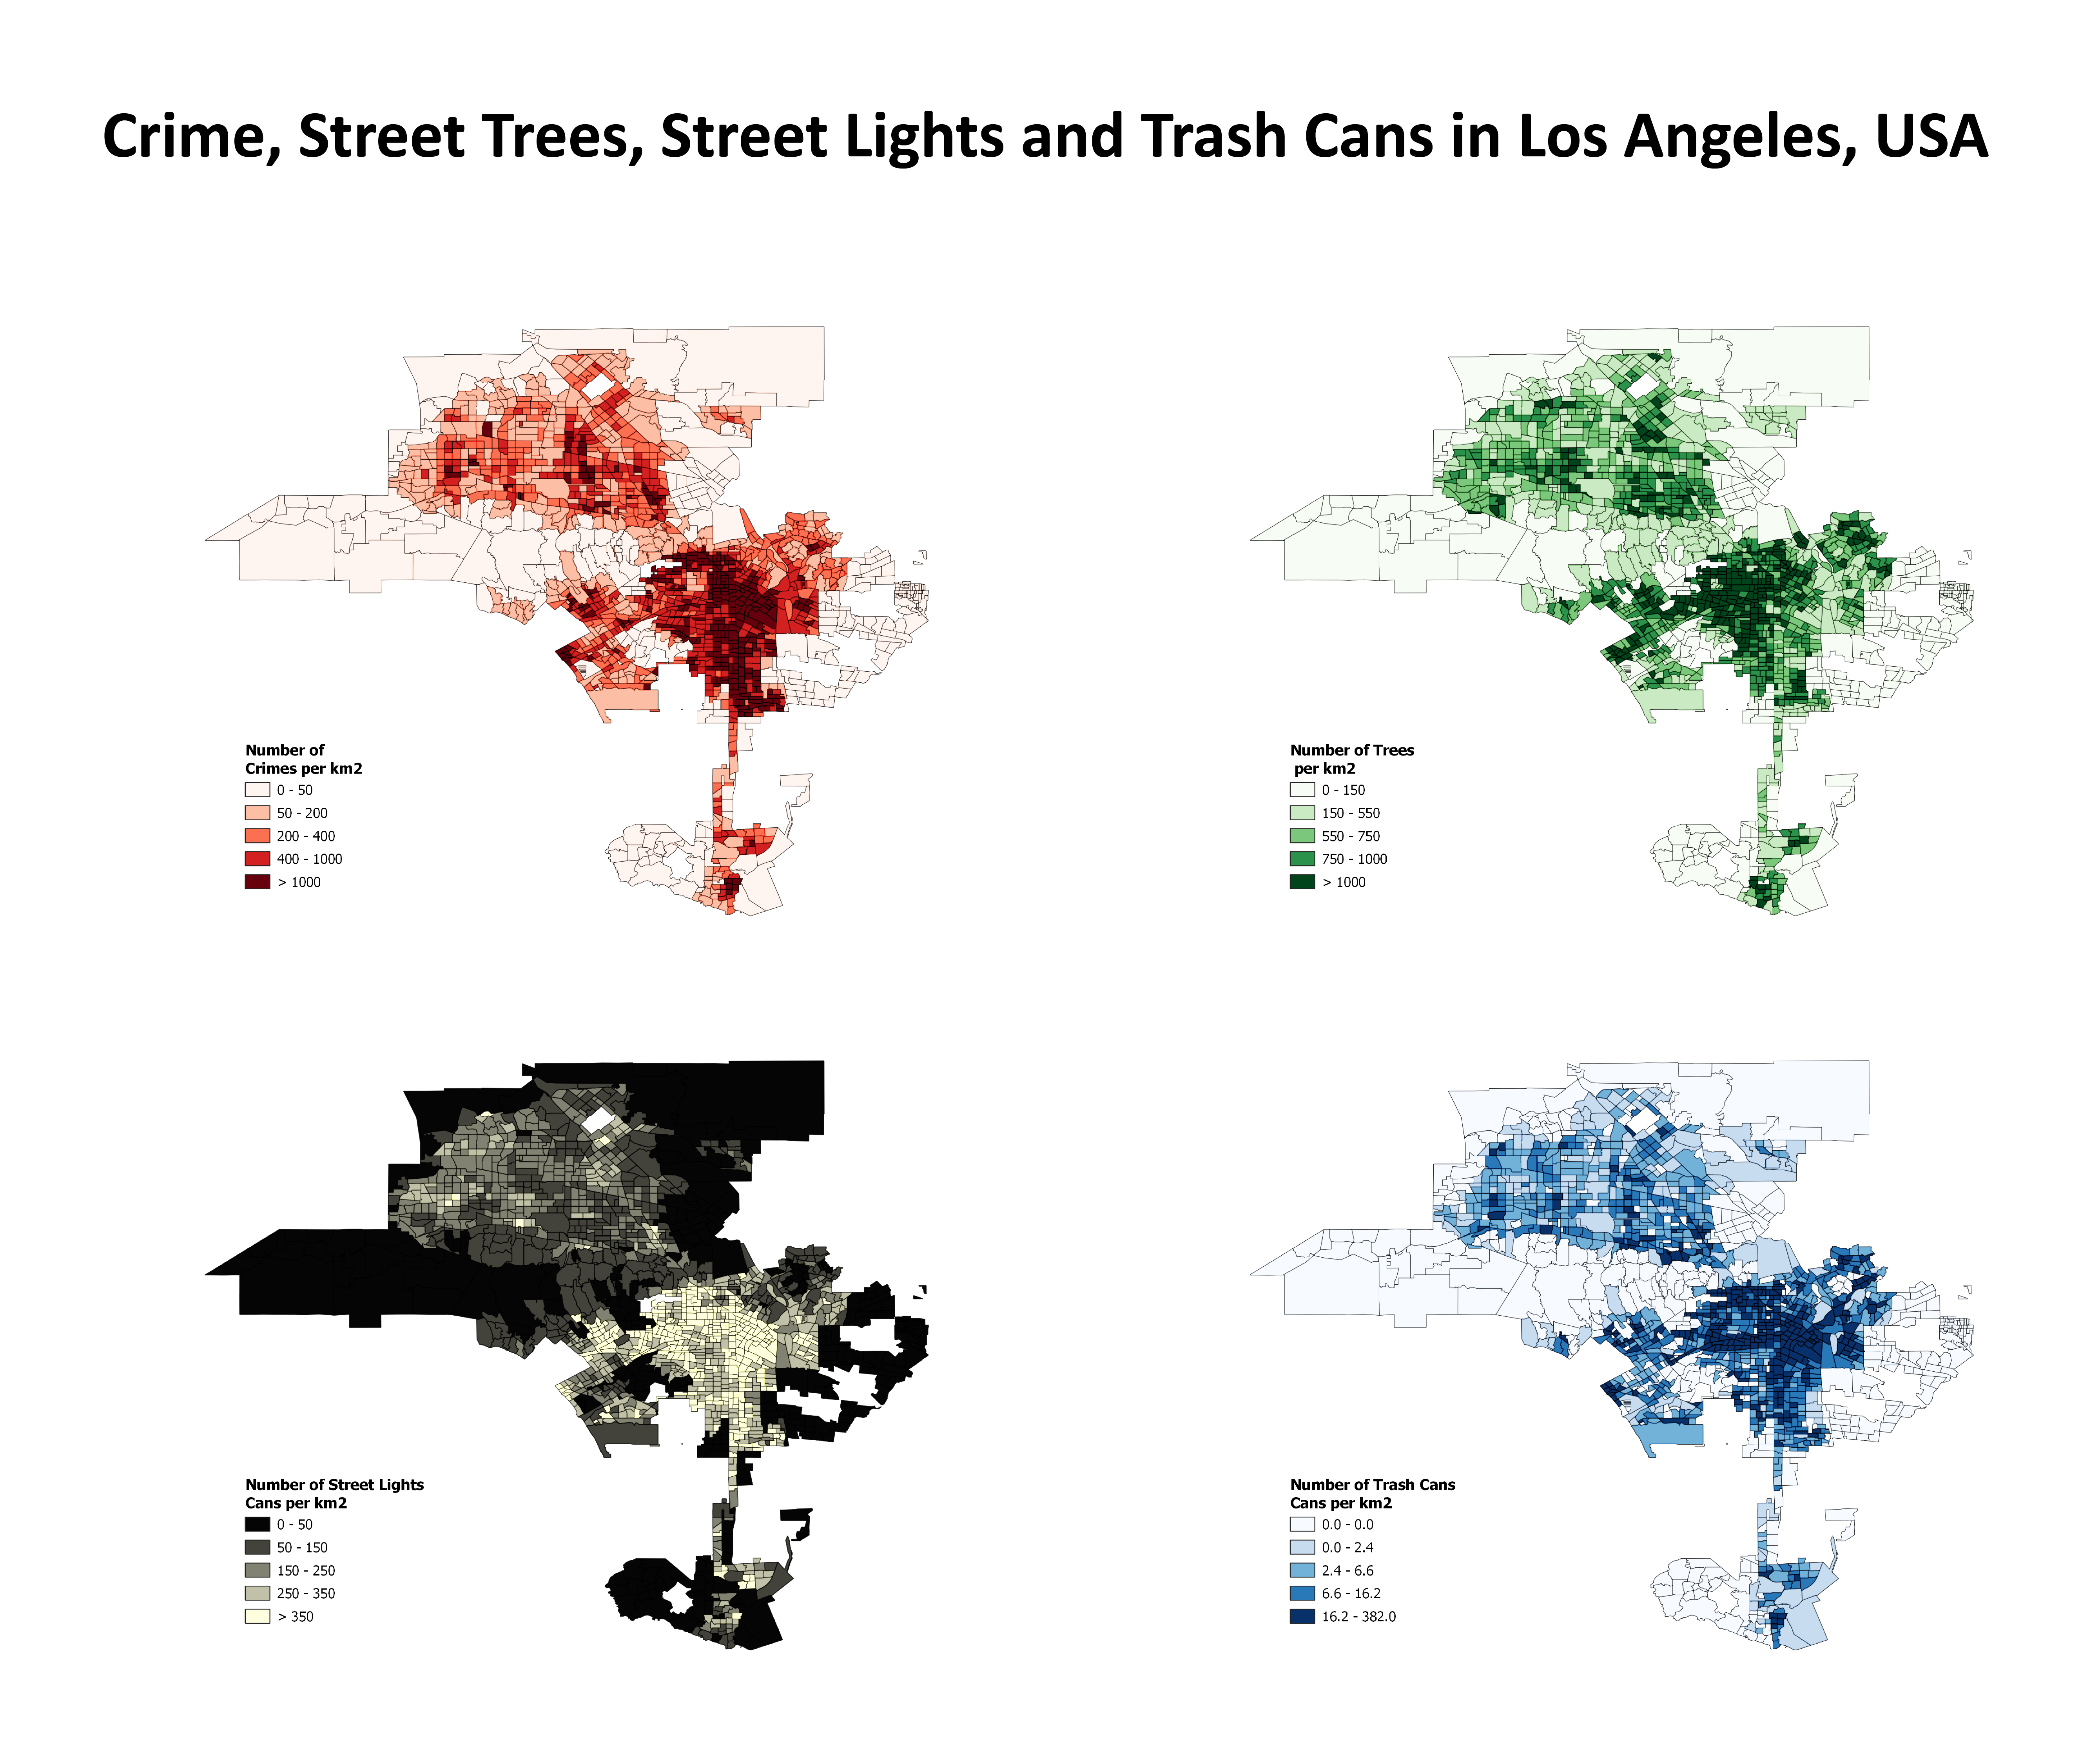 Crime, Street Trees, Street Lights and Trash Cans in Los Angeles, USA
Number of
Crimes per km2
0 - 50
50 - 200
200 - 400
400 - 1000
> 1000
Number of Trees
per km2
0 - 150
150 - 550
550 - 750
750 - 1000
> 1000
Number of Street Lights
Cans per km2
0 - 50
50 - 150
150 - 250
250 - 350
> 350
Number of Trash Cans
Cans per km2
0.0 - 0.0
0.0 - 2.4
2.4 - 6.6
6.6 - 16.2
16.2 - 382.0